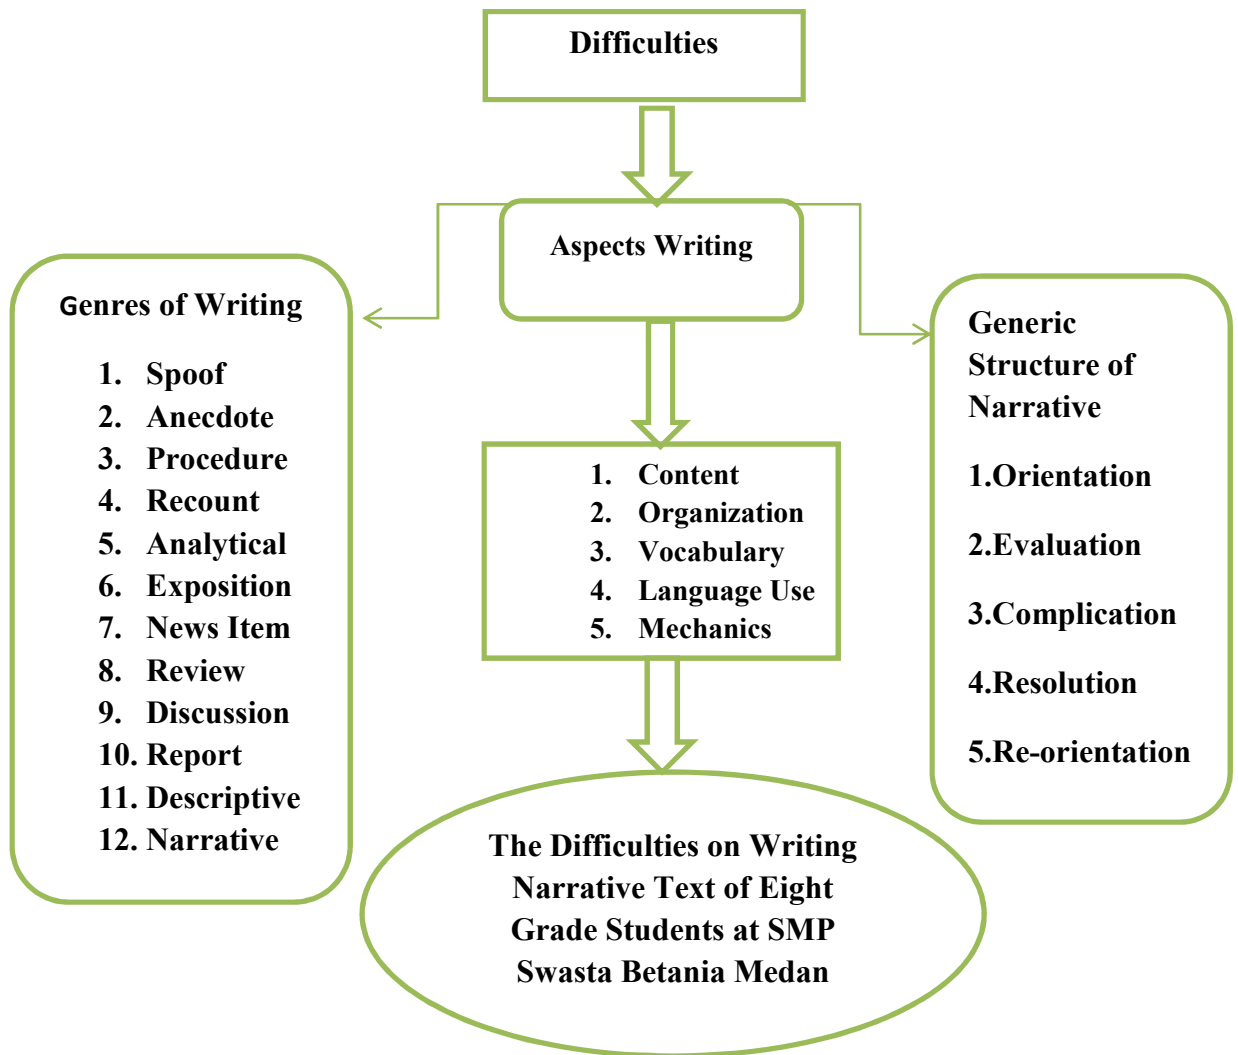 Difficulties
Aspects Writing
Genres of Writing
1. Spoof
2. Anecdote
3. Procedure
4. Recount
5. Analytical
6. Exposition
7. News Item
8. Review
9. Discussion
10. Report
11. Descriptive
12. Narrative
1. Content
2. Organization
3. Vocabulary
4. Language Use
5. Mechanics
Generic
Structure of
Narrative
1.Orientation
2.Evaluation
3.Complication
4.Resolution
5.Re-orientation
The Difficulties on Writing
Narrative Text of Eight
Grade Students at SMP
Swasta Betania Medan